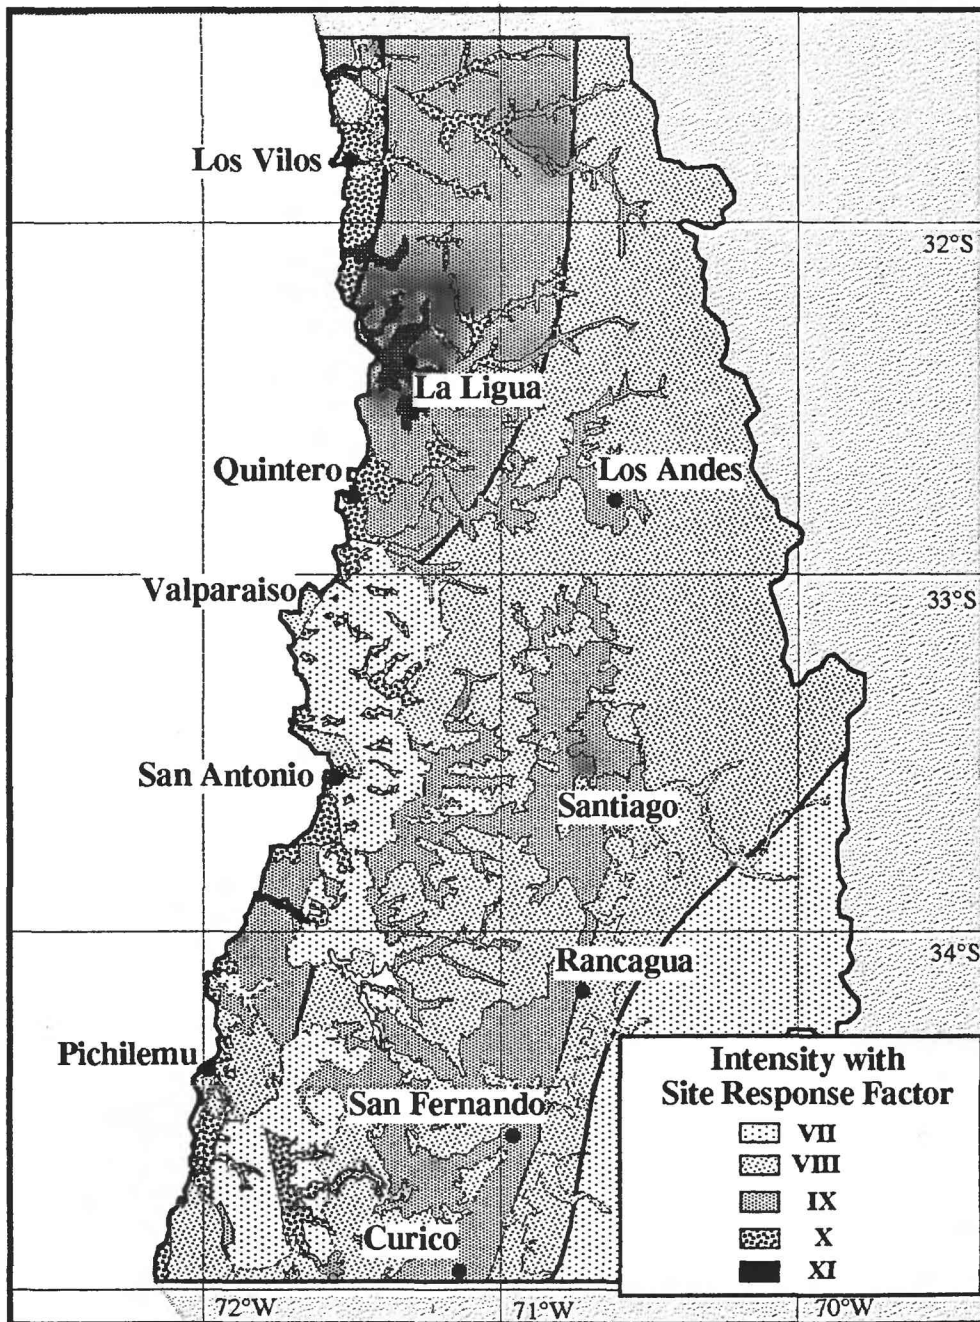 Los Vilos
32°S
La Ligua
Quintero
Los Andes
Valparaiso
33°S
San Antonio
Santiago
34°S
Rancagua
Pichilemu
San Fernando
Curico
Intensity with
Site Response Factor
VII
VIII
IX
X
XI
72°W
71°W
70°W